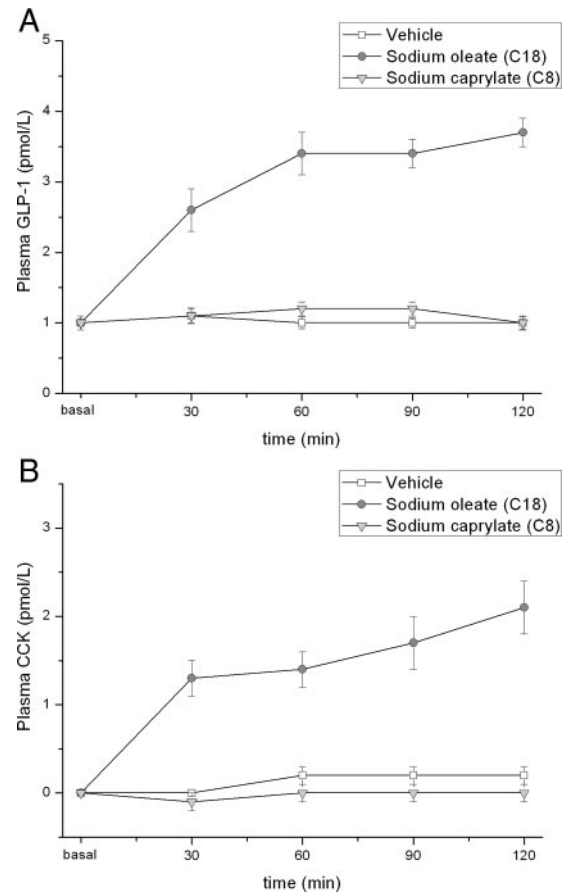 A
Vehicle
Sodium oleate (C18)
Sodium caprylate (C8)
Plasma GLP-1 (pmol/L)
5
4
3
2
1
0
basal 30 60 90 120
time (min)
B
Vehicle
Sodium oleate (C18)
Sodium caprylate (C8)
Plasma CCK (pmol/L)
3
2
1
0
basal 30 60 90 120
time (min)